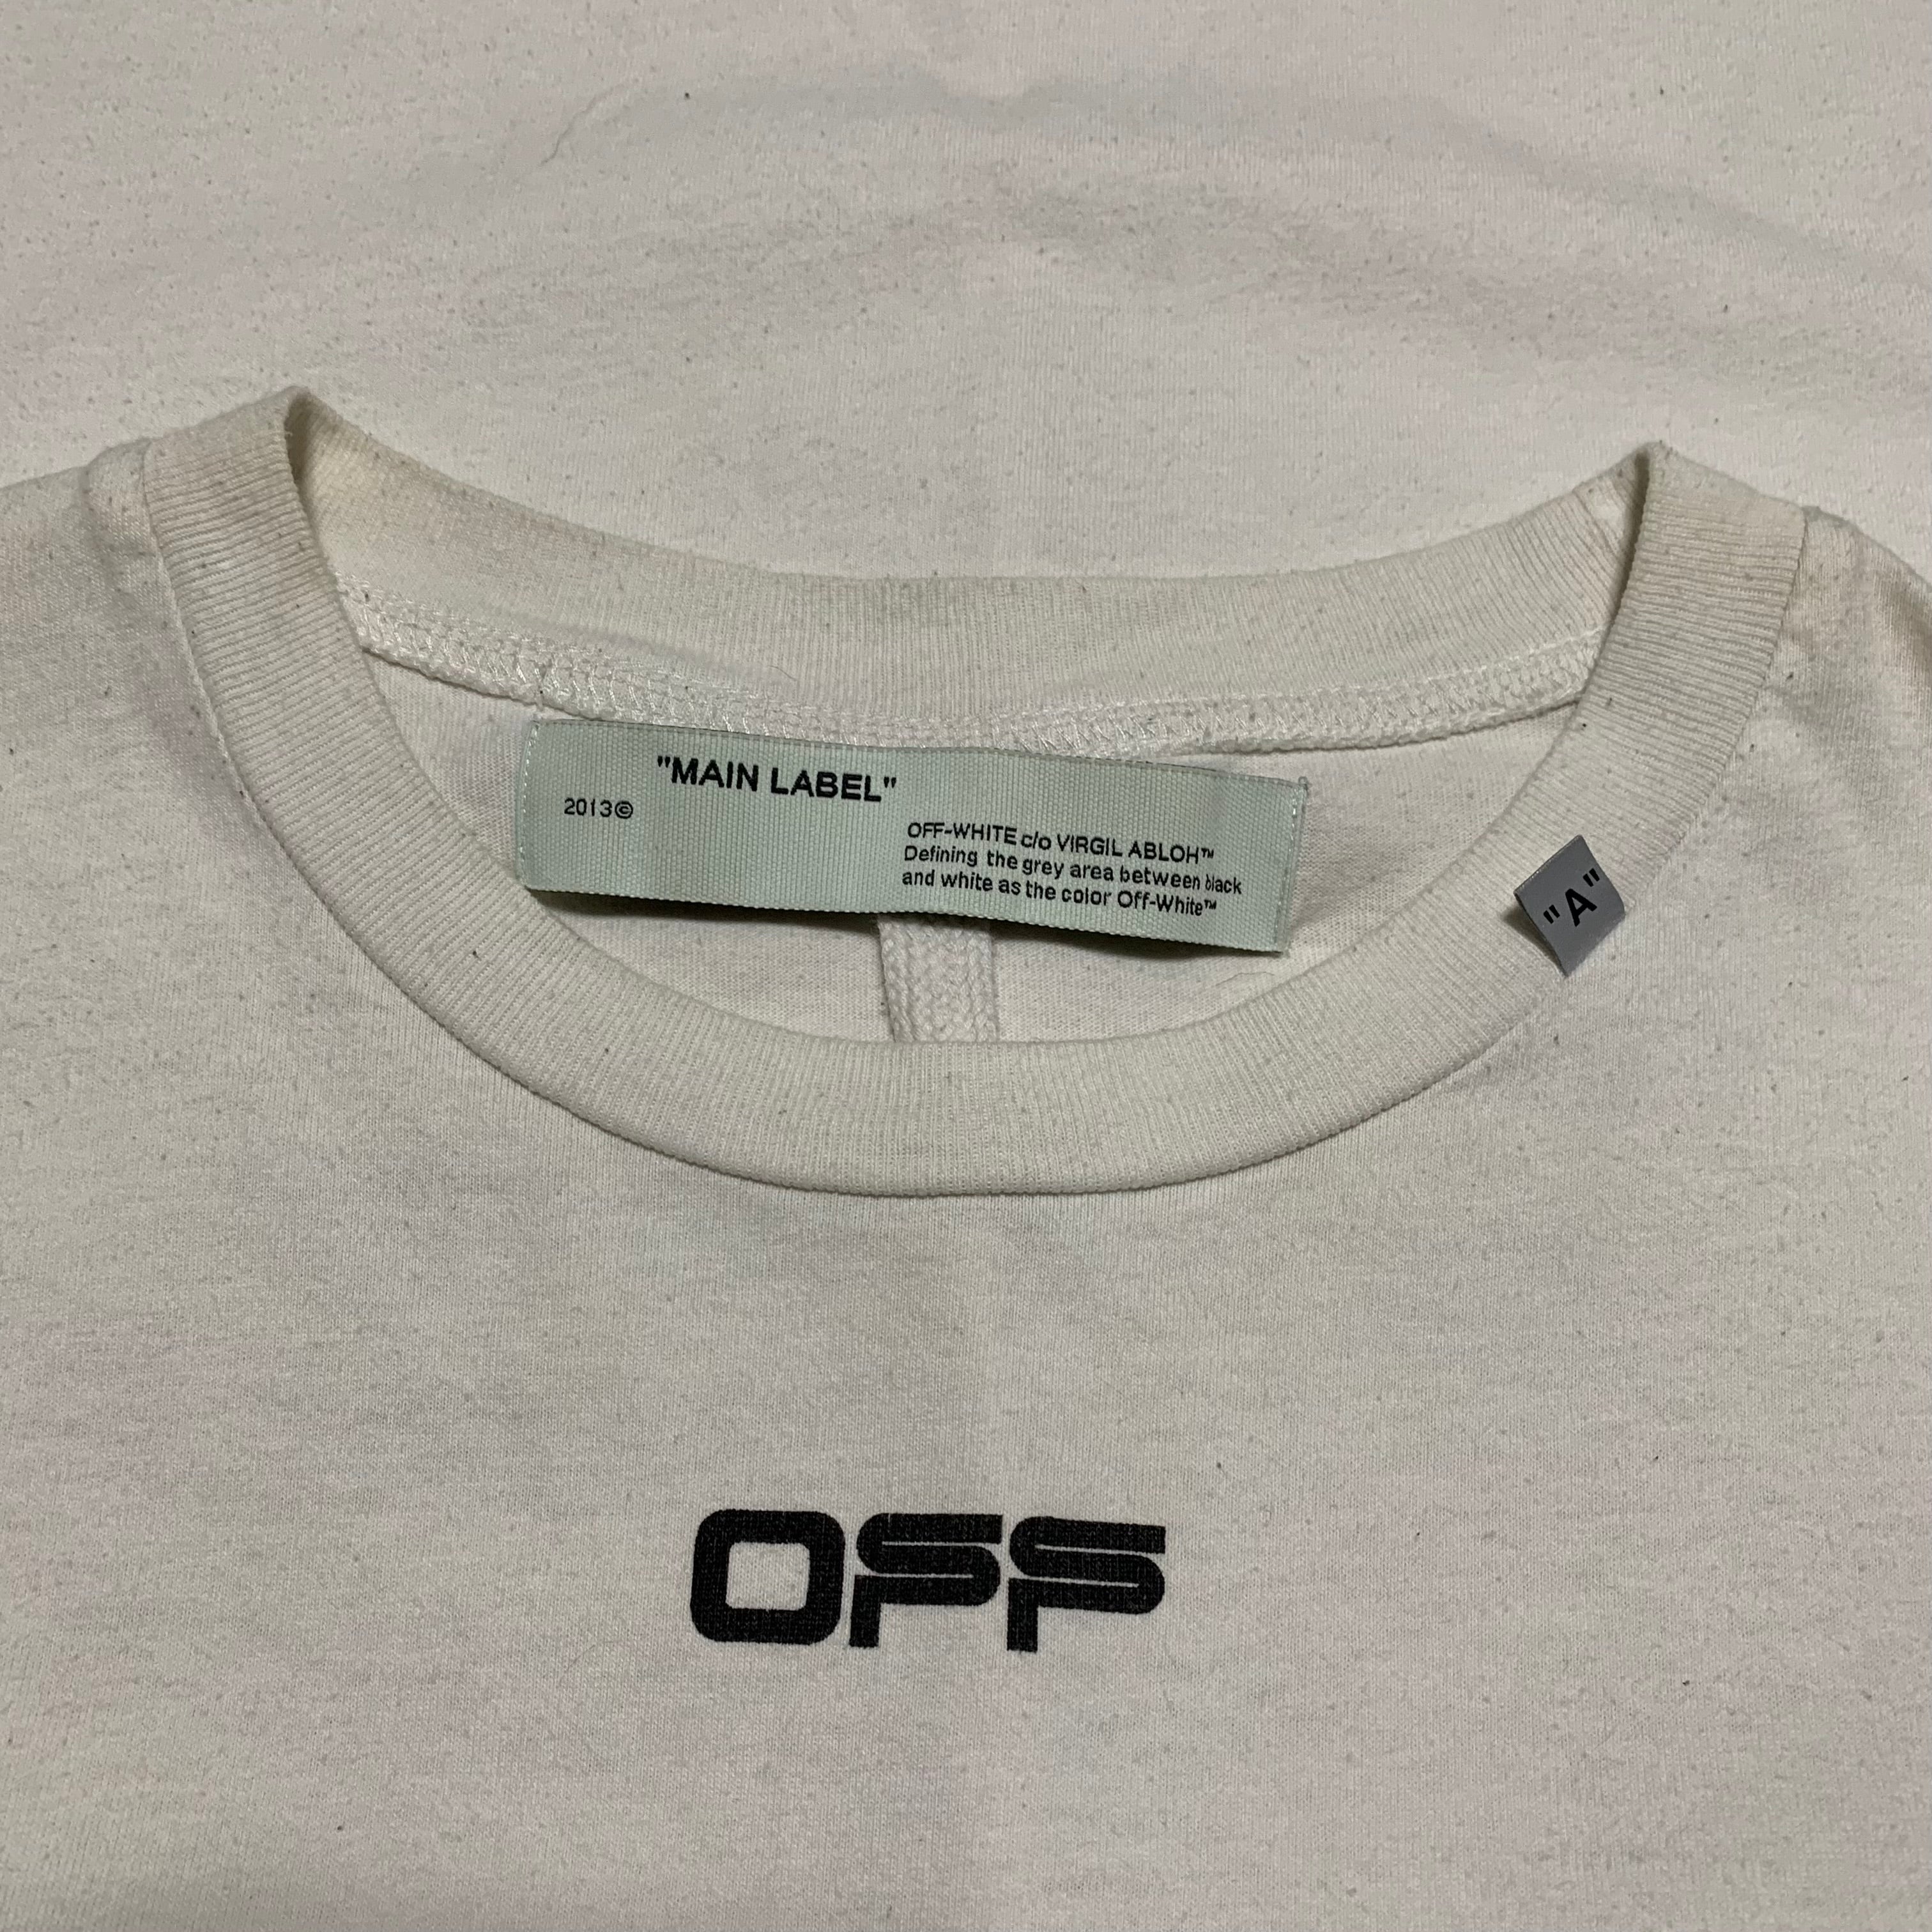 "MAIN LABEL"
2013©
OFF-WHITE c/o VIRGIL ABLOH™
Defining the grey area between black
and white as the color Off-White™
"A"
OFF